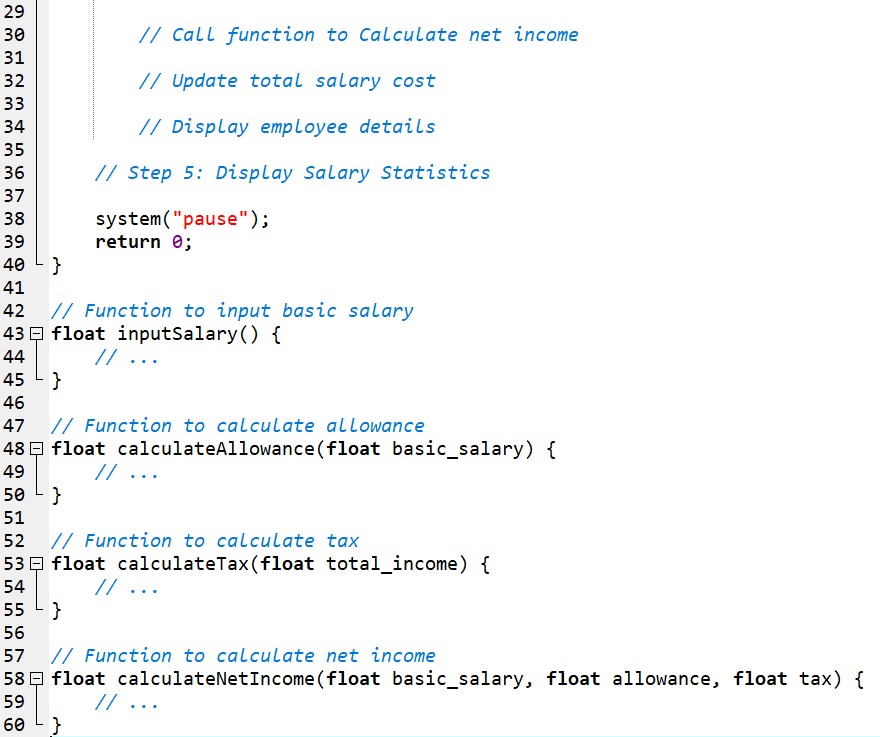 29
30 // Call function to Calculate net income
31
32 // Update total salary cost
33
34 // Display employee details
35
36 // Step 5: Display Salary Statistics
37
38 system("pause");
39 return 0;
40 }
41
42 // Function to input basic salary
43 float inputSalary() {
44 // ...
45 }
46
47 // Function to calculate allowance
48 float calculateAllowance(float basic_salary) {
49 // ...
50 }
51
52 // Function to calculate tax
53 float calculateTax(float total_income) {
54 // ...
55 }
56
57 // Function to calculate net income
58 float calculateNetIncome(float basic_salary, float allowance, float tax) {
59 // ...
60 }